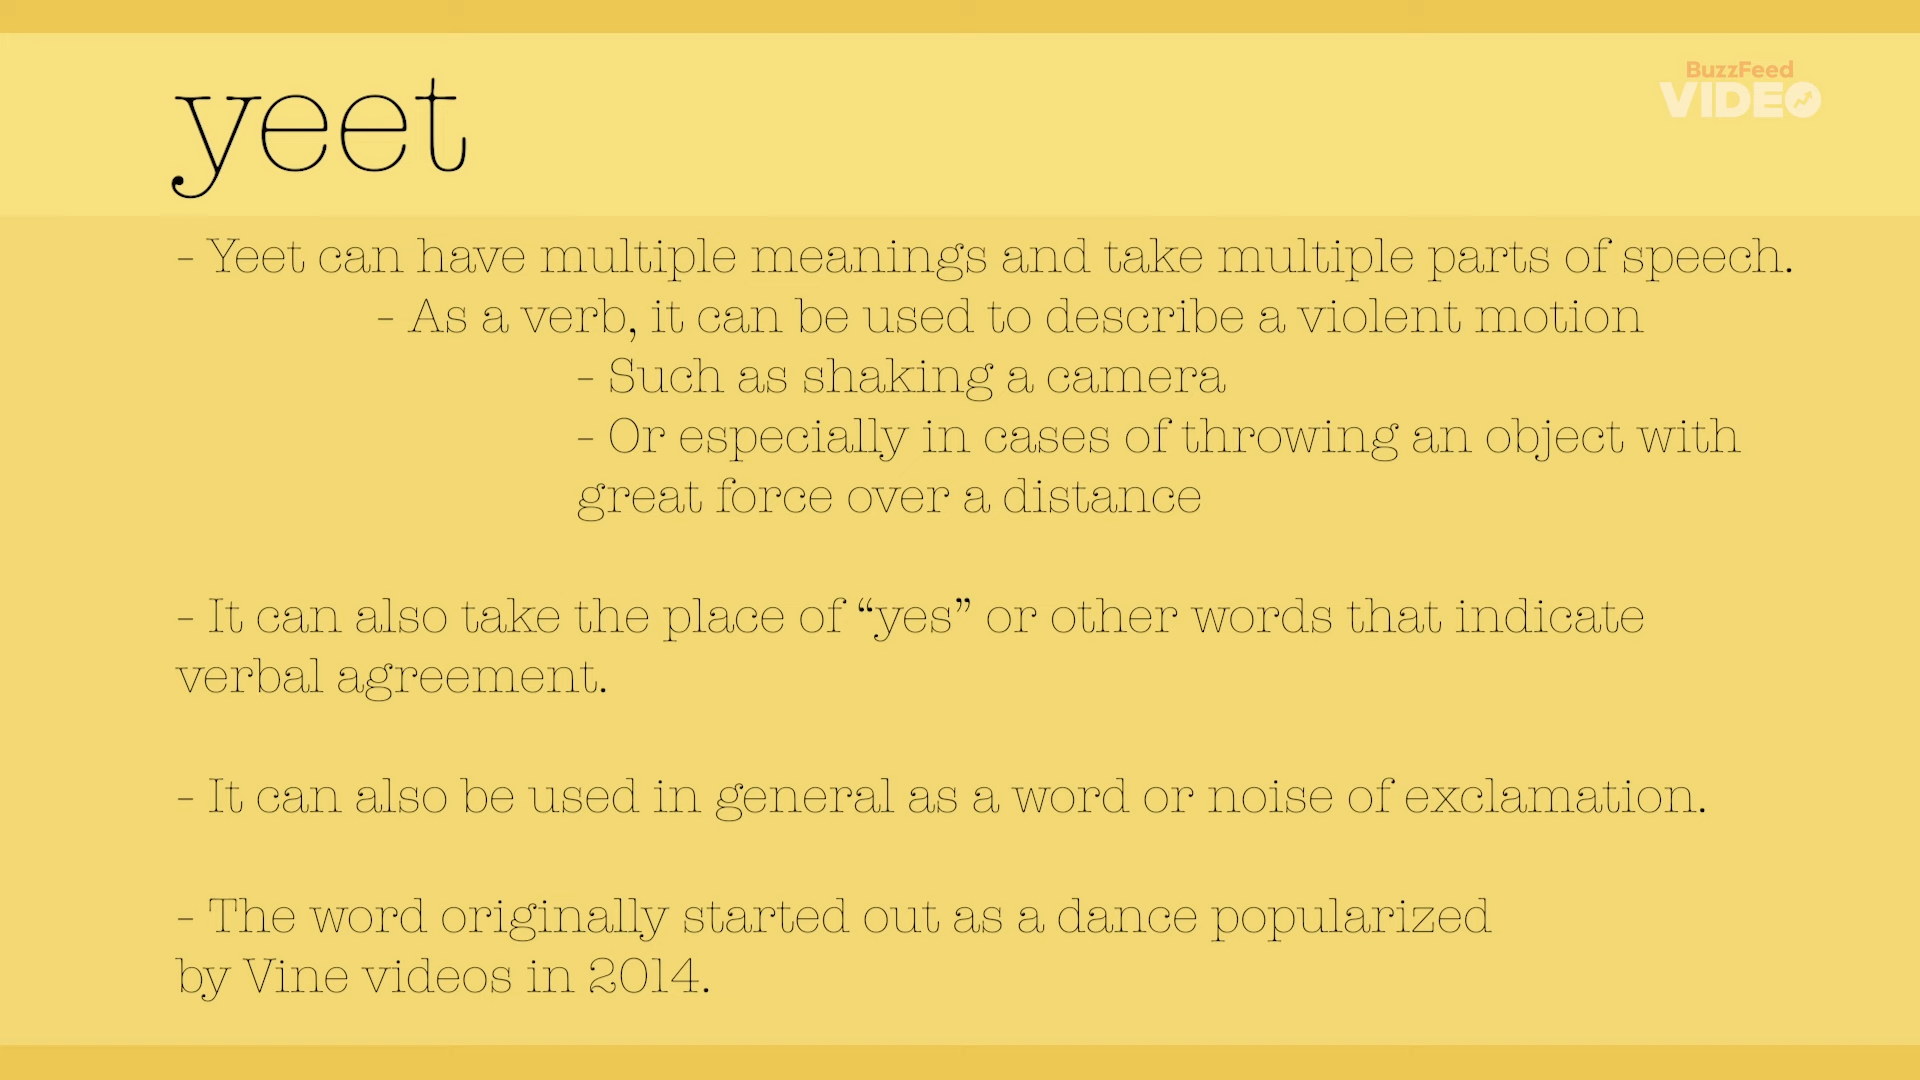 BuzzFeed
VIDEO
yeet
- Yeet can have multiple meanings and take multiple parts of speech.
- As a verb, it can be used to describe a violent motion
- Such as shaking a camera
- Or especially in cases of throwing an object with
great force over a distance
- It can also take the place of “yes” or other words that indicate
verbal agreement.
- It can also be used in general as a word or noise of exclamation.
- The word originally started out as a dance popularized
by Vine videos in 2014.